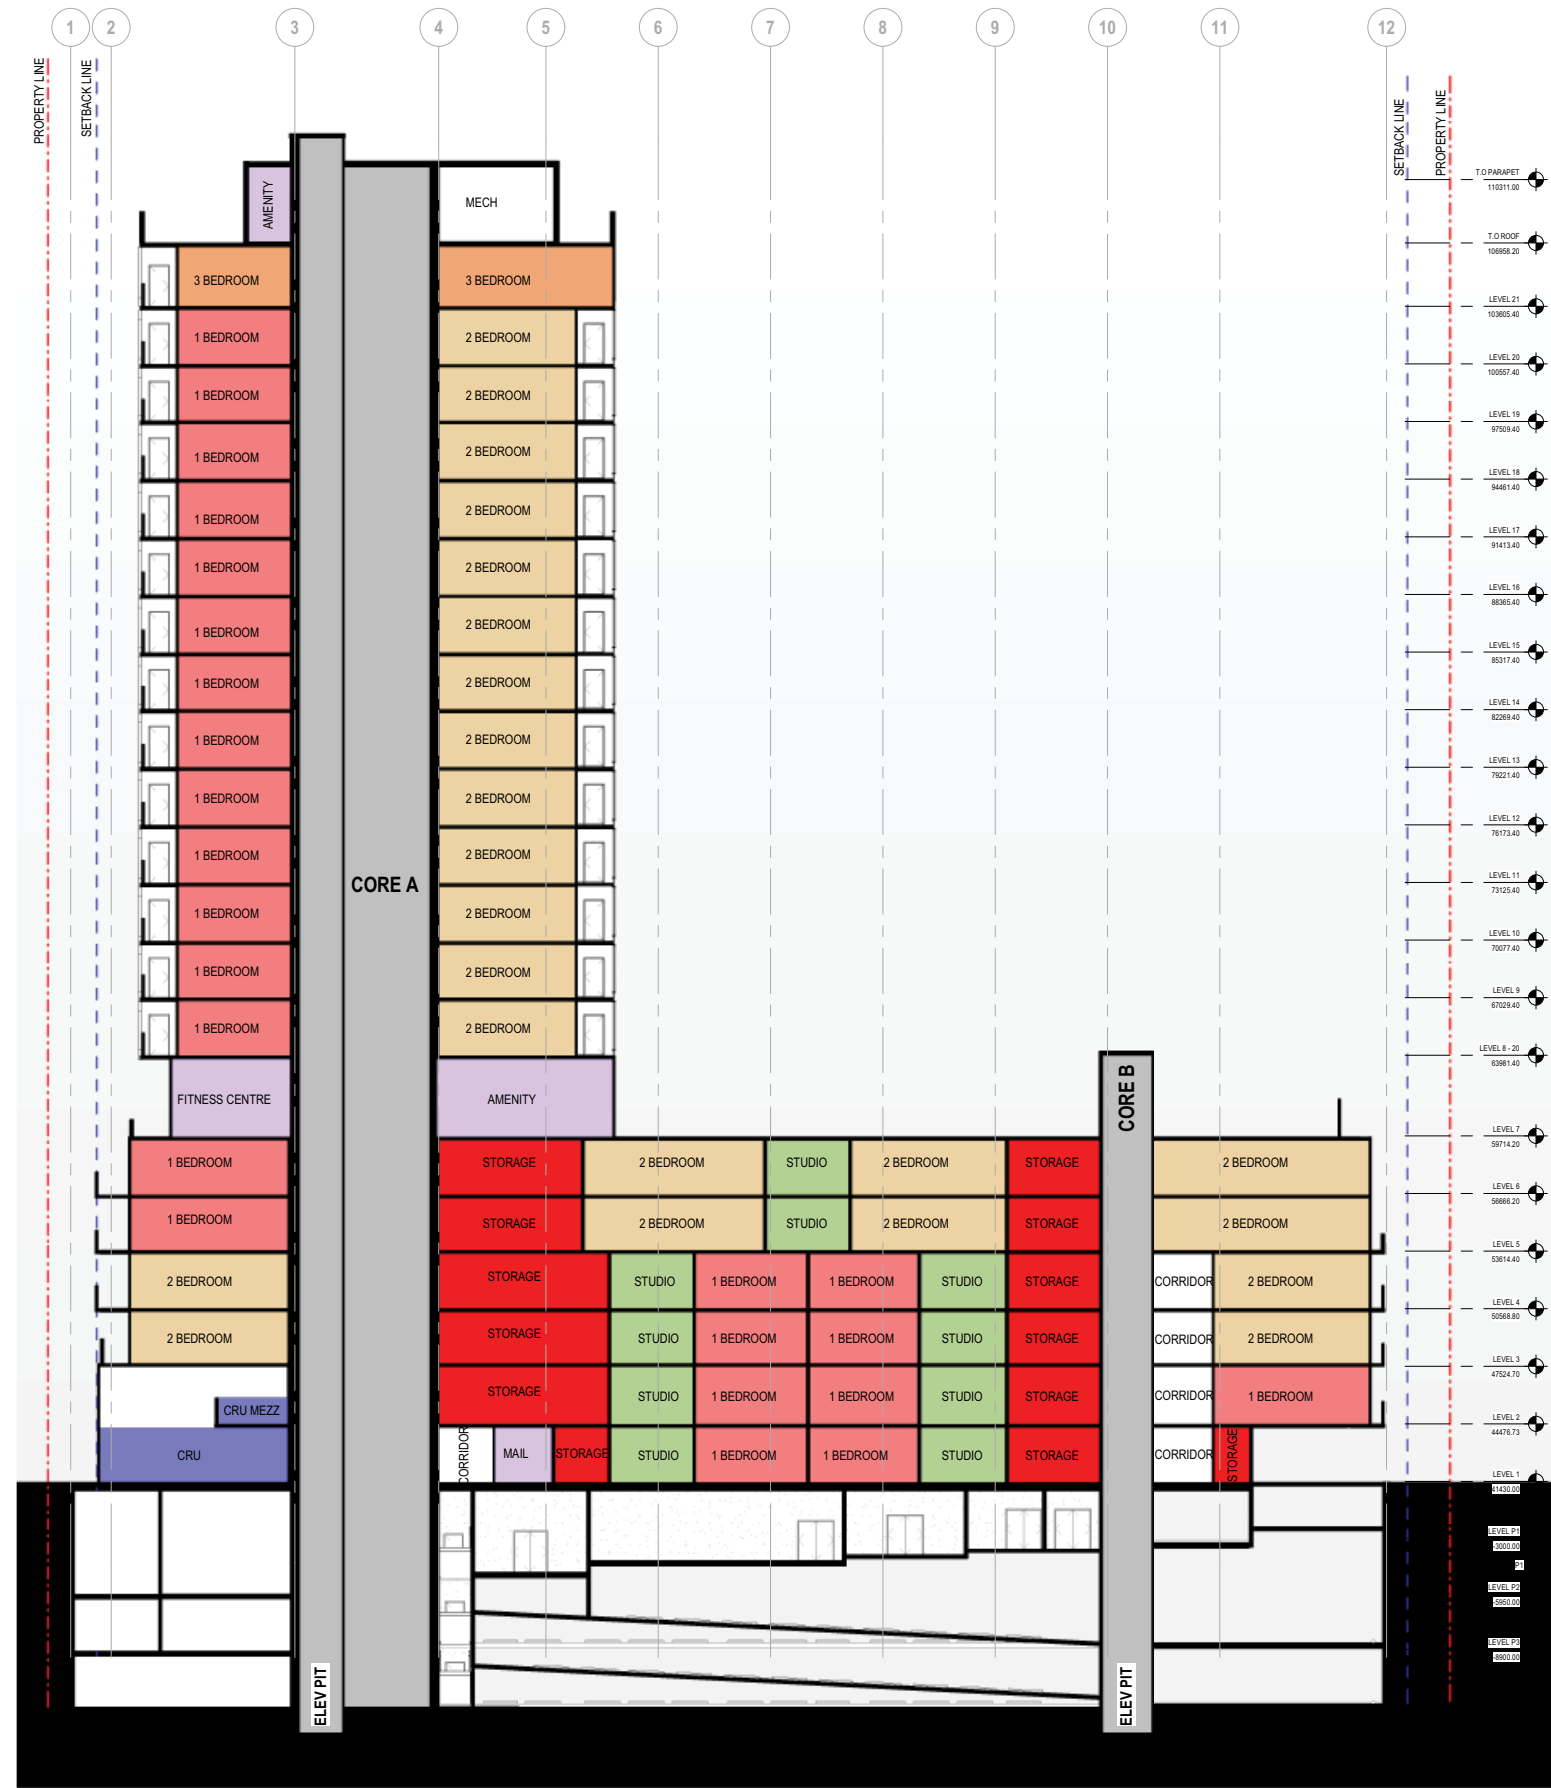 1 2 3 4 5 6 7 8 9 10 11 12
PROPERTY LINE
SETBACK LINE
SETBACK LINE
PROPERTY LINE
T.O PARAPET
110311.00
AMENITY
MECH
T.O ROOF
106958.20
3 BEDROOM 3 BEDROOM
LEVEL 21
103605.40
1 BEDROOM 2 BEDROOM
LEVEL 20
100557.40
1 BEDROOM 2 BEDROOM
LEVEL 19
97509.40
1 BEDROOM 2 BEDROOM
LEVEL 18
94461.40
1 BEDROOM 2 BEDROOM
LEVEL 17
91413.40
1 BEDROOM 2 BEDROOM
LEVEL 16
88365.40
1 BEDROOM 2 BEDROOM
LEVEL 15
85317.40
1 BEDROOM 2 BEDROOM
LEVEL 14
82269.40
1 BEDROOM 2 BEDROOM
LEVEL 13
79221.40
1 BEDROOM 2 BEDROOM
LEVEL 12
76173.40
1 BEDROOM 2 BEDROOM
CORE A
LEVEL 11
73125.40
1 BEDROOM 2 BEDROOM
LEVEL 10
70077.40
1 BEDROOM 2 BEDROOM
LEVEL 9
67029.40
1 BEDROOM 2 BEDROOM
LEVEL 8 - 20
63981.40
FITNESS CENTRE AMENITY
CORE B
LEVEL 7
59714.20
1 BEDROOM STORAGE 2 BEDROOM STUDIO 2 BEDROOM STORAGE 2 BEDROOM
LEVEL 6
56666.20
1 BEDROOM STORAGE 2 BEDROOM STUDIO 2 BEDROOM STORAGE 2 BEDROOM
LEVEL 5
53614.40
2 BEDROOM STORAGE STUDIO 1 BEDROOM 1 BEDROOM STUDIO STORAGE CORRIDOR 2 BEDROOM
LEVEL 4
50568.80
2 BEDROOM STORAGE STUDIO 1 BEDROOM 1 BEDROOM STUDIO STORAGE CORRIDOR 2 BEDROOM
LEVEL 3
47524.70
CRU MEZZ STORAGE STUDIO 1 BEDROOM 1 BEDROOM STUDIO STORAGE CORRIDOR 1 BEDROOM
LEVEL 2
44476.73
CRU CORRIDOR MAIL STORAGE STUDIO 1 BEDROOM 1 BEDROOM STUDIO STORAGE CORRIDOR STORAGE
LEVEL 1
41430.00
LEVEL P1
-3000.00
P1
LEVEL P2
-5950.00
LEVEL P3
-8900.00
ELEV PIT
ELEV PIT